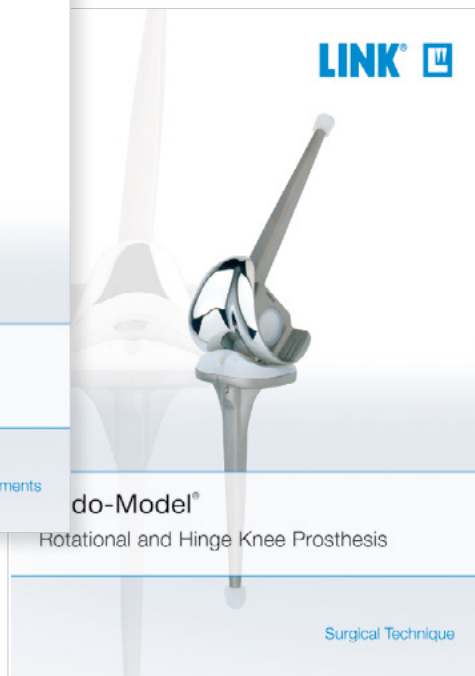 LINK®
ments
do-Model®
Rotational and Hinge Knee Prosthesis
Surgical Technique